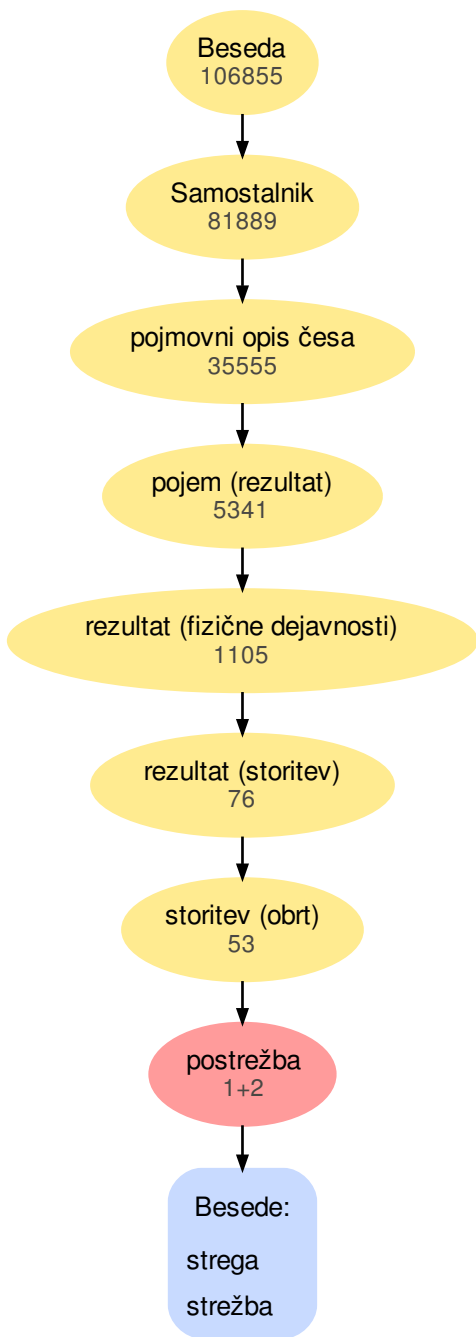 Beseda
106855
Samostalnik
81889
pojmovni opis česa
35555
pojem (rezultat)
5341
rezultat (fizične dejavnosti)
1105
rezultat (storitev)
76
storitev (obrt)
53
postrežba
1+2
Besede:
strega
strežba